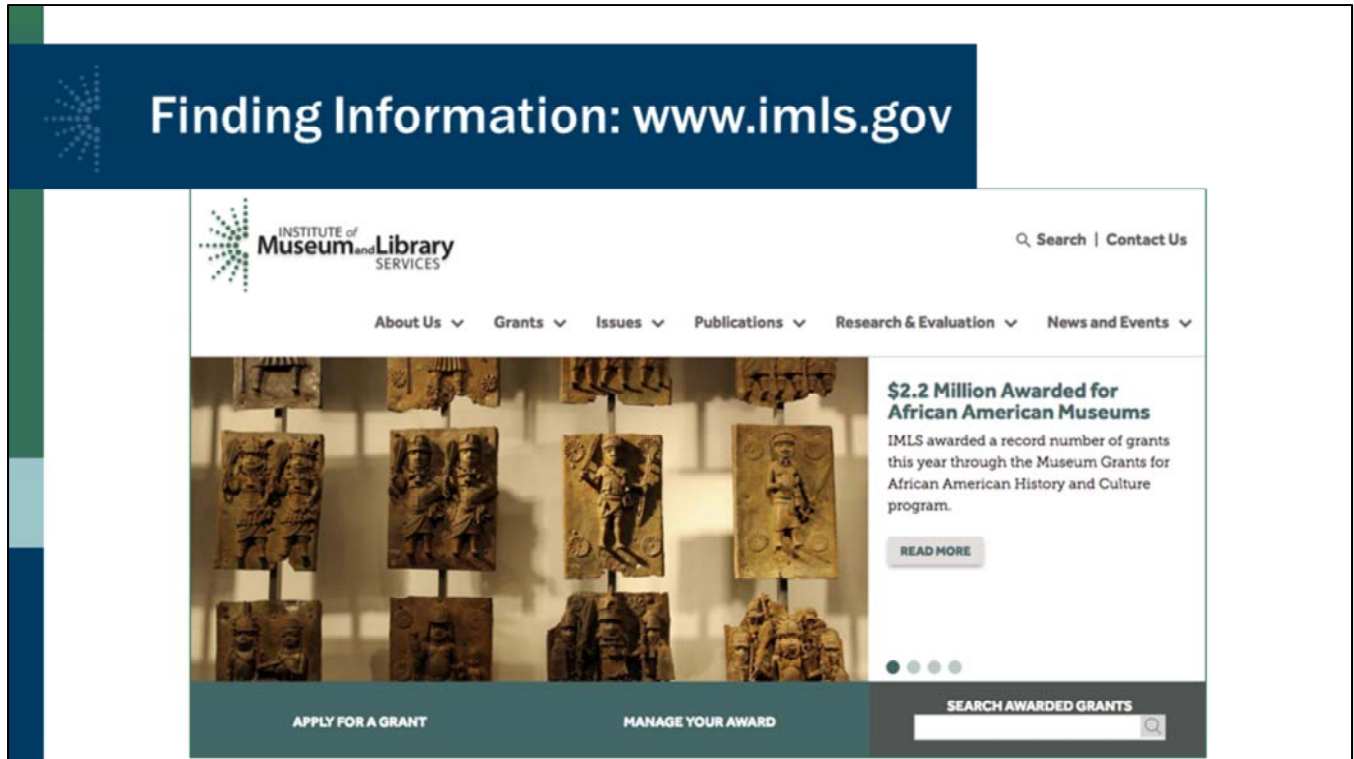 Finding Information: www.imls.gov
INSTITUTE of
Museum and Library
SERVICES
Search | Contact Us
About Us Grants Issues Publications Research & Evaluation News and Events
$2.2 Million Awarded for
African American Museums
IMLS awarded a record number of grants
this year through the Museum Grants for
African American History and Culture
program.
READ MORE
APPLY FOR A GRANT
MANAGE YOUR AWARD
SEARCH AWARDED GRANTS